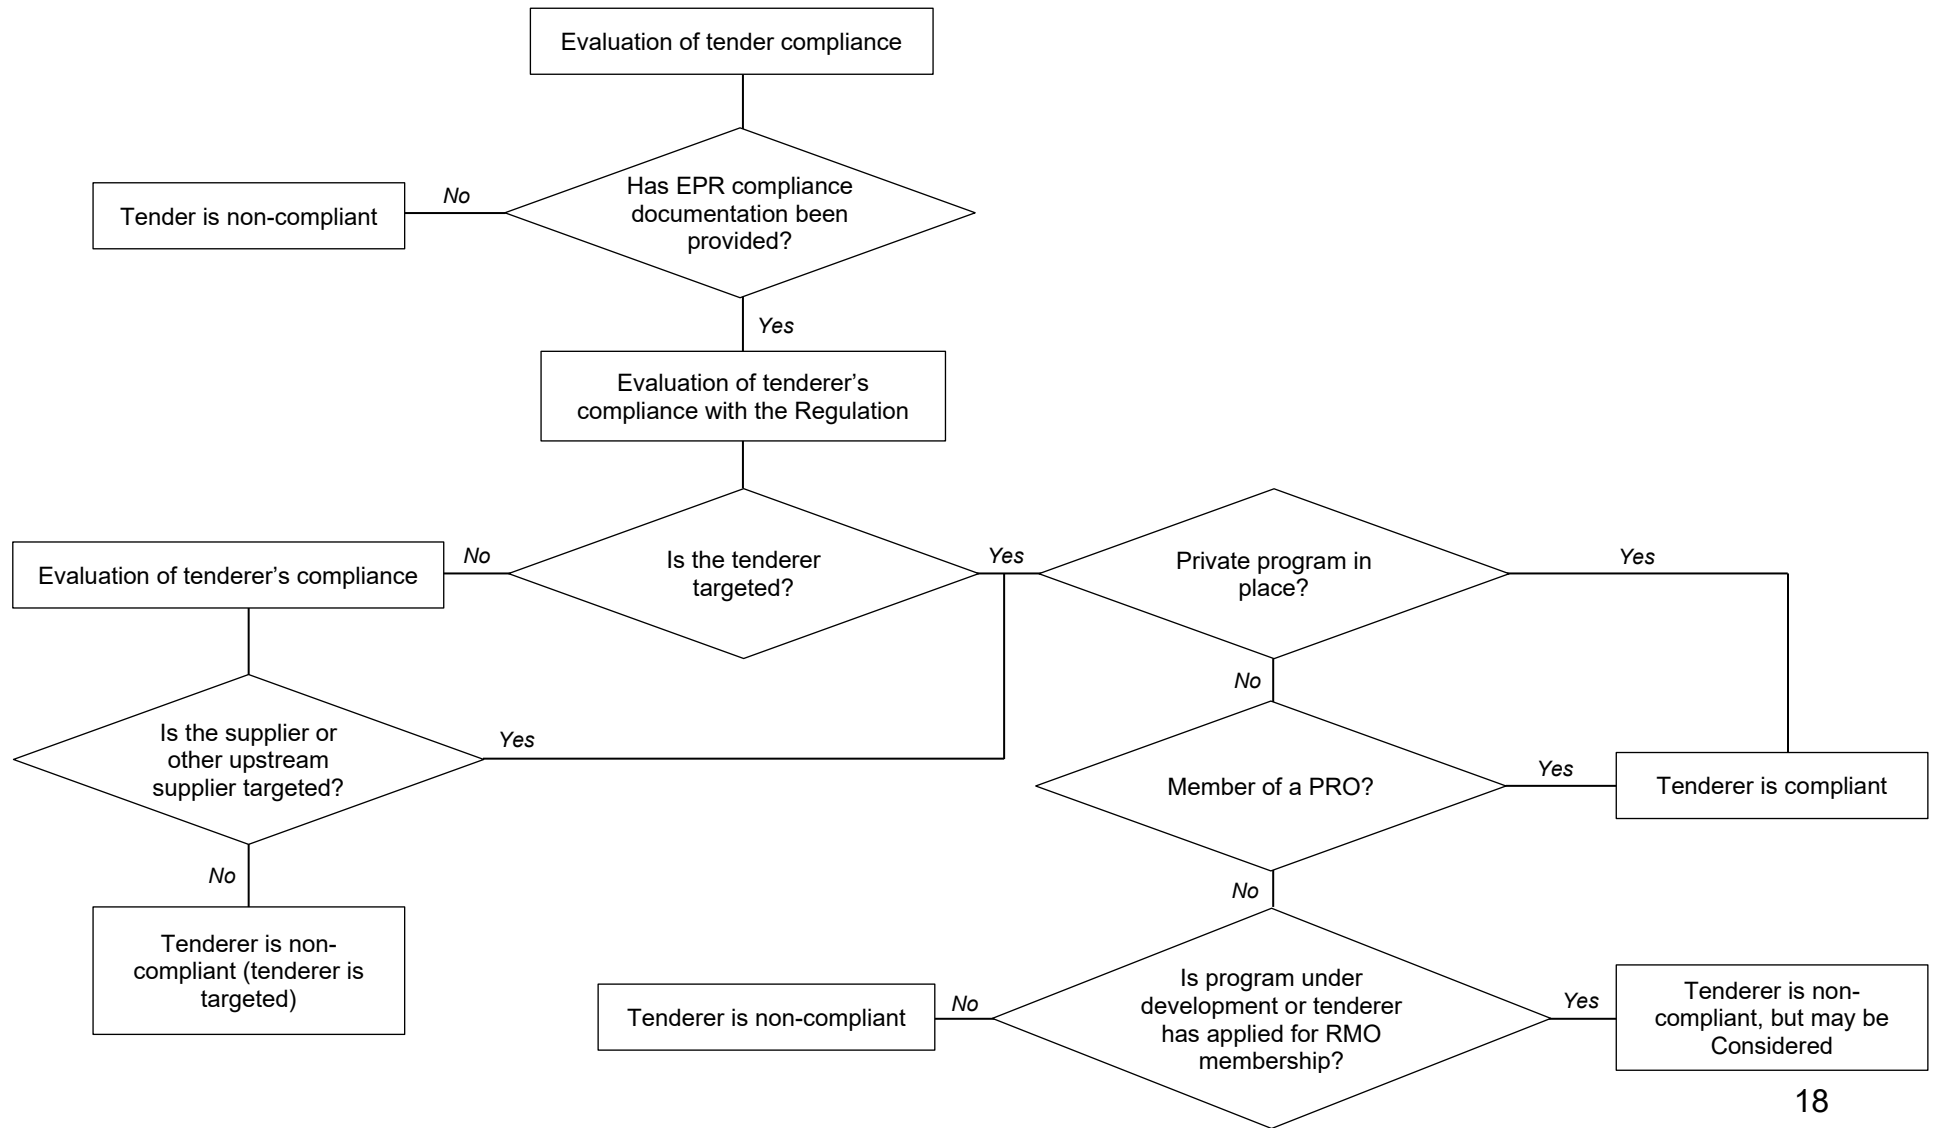 Evaluation of tender compliance
Has EPR compliance
documentation been
provided?
No
Tender is non-compliant
Yes
Evaluation of tenderer’s
compliance with the Regulation
Is the tenderer
targeted?
No
Evaluation of tenderer’s compliance
Yes
Private program in
place?
Yes
Is the supplier or
other upstream
supplier targeted?
Yes
No
Member of a PRO?
Yes
Tenderer is compliant
No
Tenderer is non-
compliant (tenderer is
targeted)
No
Is program under
development or tenderer
has applied for RMO
membership?
No
Tenderer is non-compliant
Yes
Tenderer is non-
compliant, but may be
Considered
18